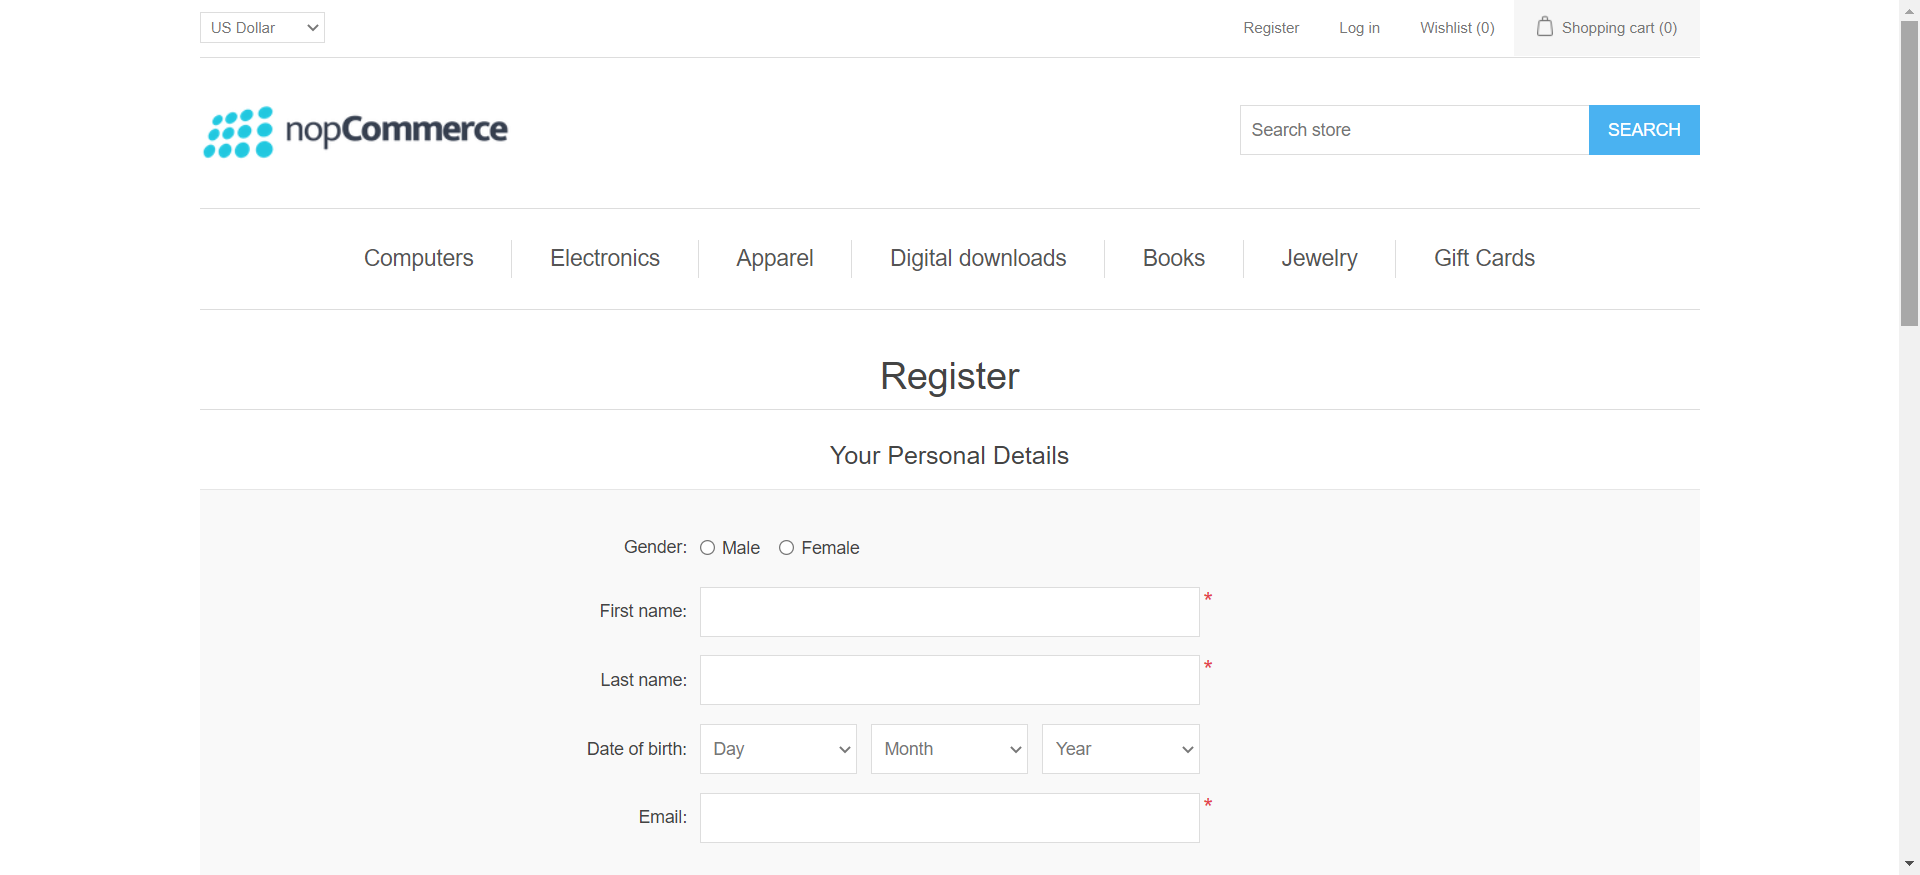 US Dollar
Register
Log in
Wishlist (0)
Shopping cart (0)
nopCommerce
Search store
SEARCH
Computers
Electronics
Apparel
Digital downloads
Books
Jewelry
Gift Cards
Register
Your Personal Details
Gender: Male Female
First name: *
Last name: *
Date of birth: Day Month Year
Email: *